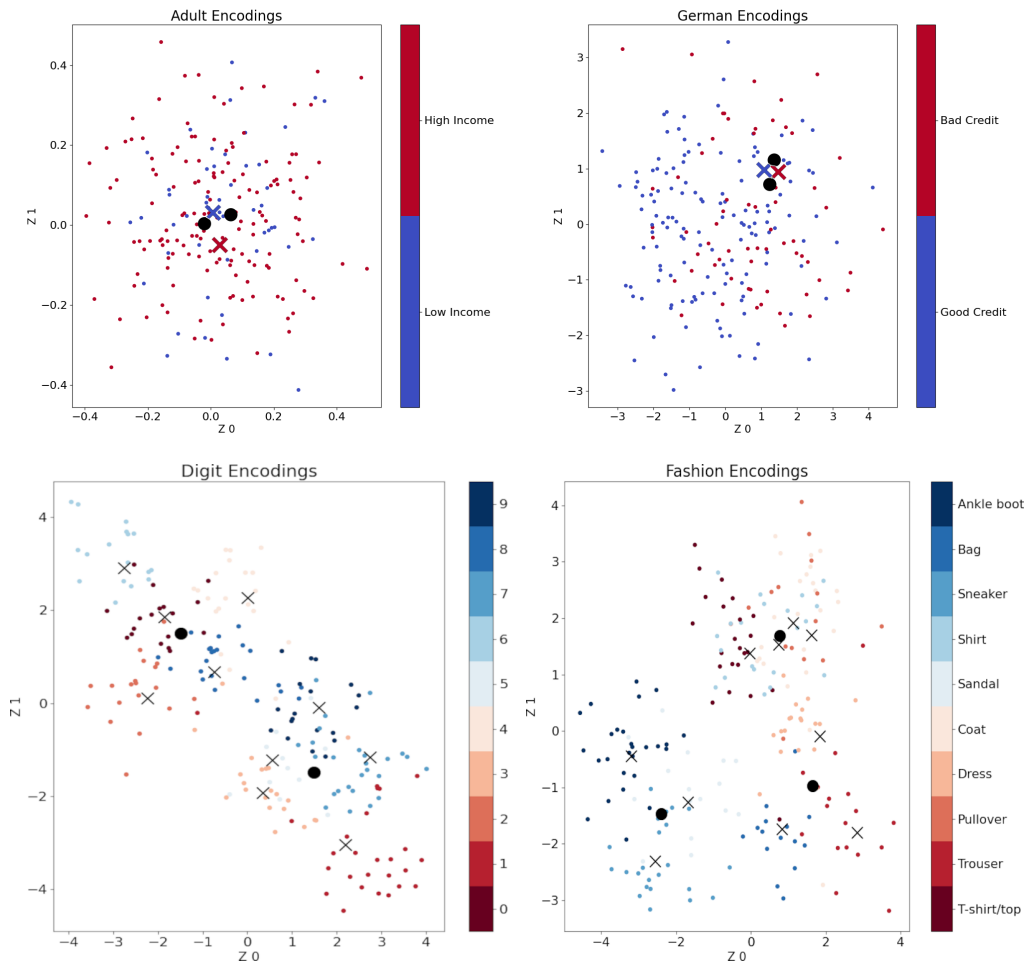 Adult Encodings
0.4
0.2
0.0
−0.2
−0.4
Z 1
−0.4
−0.2
0.0
0.2
0.4
Z 0
High Income
Low Income
German Encodings
3
2
1
0
−1
−2
−3
Z 1
−3
−2
−1
0
1
2
3
4
Z 0
Bad Credit
Good Credit
Digit Encodings
4
2
0
−2
−4
Z 1
−4
−3
−2
−1
0
1
2
3
4
Z 0
9
8
7
6
5
4
3
2
1
0
Fashion Encodings
4
3
2
1
0
−1
−2
−3
Z 1
−4
−2
0
2
4
Z 0
Ankle boot
Bag
Sneaker
Shirt
Sandal
Coat
Dress
Pullover
Trouser
T-shirt/top